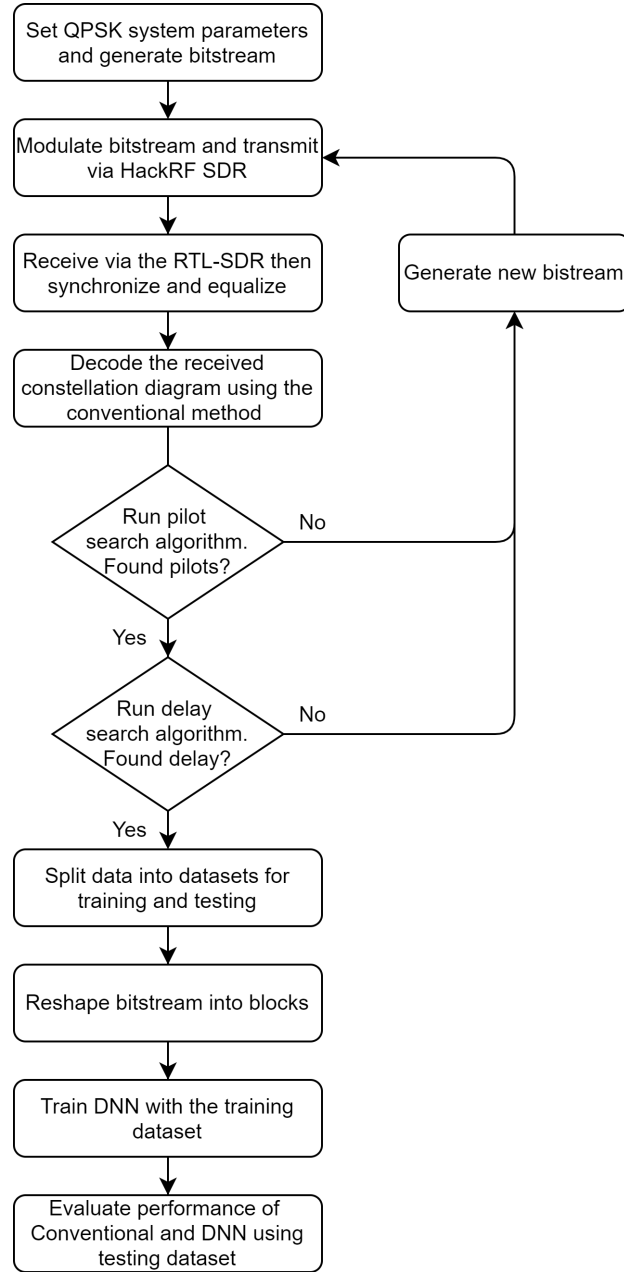 Set QPSK system parameters
and generate bitstream
Modulate bitstream and transmit
via HackRF SDR
Receive via the RTL-SDR then
synchronize and equalize
Generate new bistream
Decode the received
constellation diagram using the
conventional method
Run pilot
search algorithm.
Found pilots?
No
Yes
Run delay
search algorithm.
Found delay?
No
Yes
Split data into datasets for
training and testing
Reshape bitstream into blocks
Train DNN with the training
dataset
Evaluate performance of
Conventional and DNN using
testing dataset